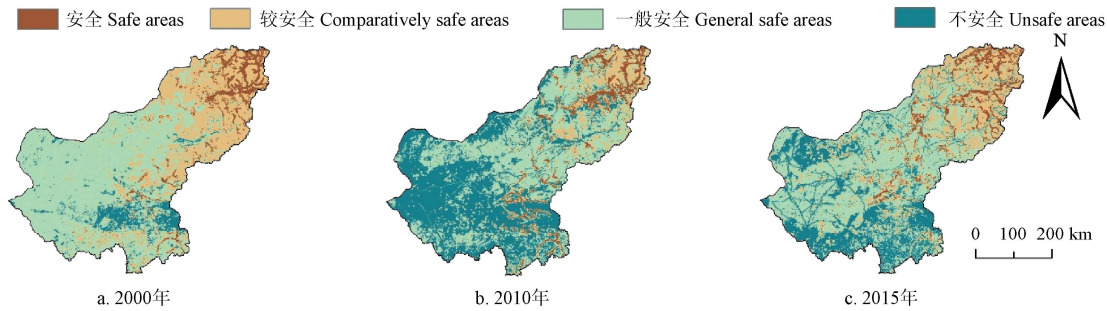 安全 Safe areas 较安全 Comparatively safe areas 一般安全 General safe areas 不安全 Unsafe areas
N
0 100 200 km
a. 2000年 b. 2010年 c. 2015年